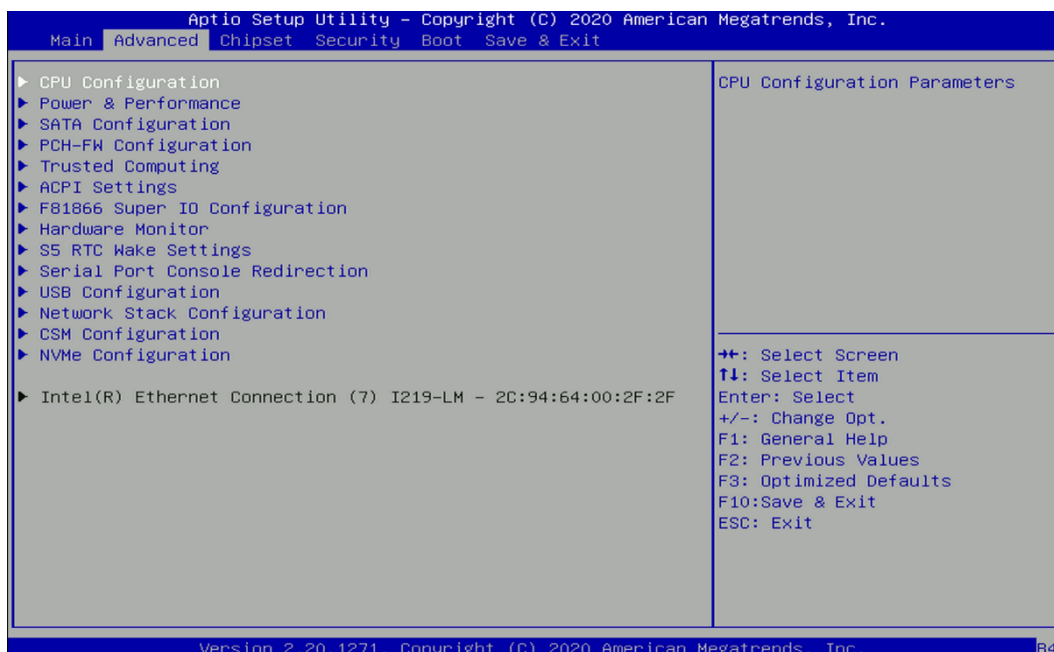 Aptio Setup Utility – Copyright (C) 2020 American Megatrends, Inc.
Main Advanced Chipset Security Boot Save & Exit
▶ CPU Configuration
▶ Power & Performance
▶ SATA Configuration
▶ PCH-FW Configuration
▶ Trusted Computing
▶ ACPI Settings
▶ F81866 Super IO Configuration
▶ Hardware Monitor
▶ S5 RTC Wake Settings
▶ Serial Port Console Redirection
▶ USB Configuration
▶ Network Stack Configuration
▶ CSM Configuration
▶ NVMe Configuration
▶ Intel(R) Ethernet Connection (7) I219-LM – 2C:94:64:00:2F:2F
CPU Configuration Parameters
→←: Select Screen
↑↓: Select Item
Enter: Select
+/-: Change Opt.
F1: General Help
F2: Previous Values
F3: Optimized Defaults
F10:Save & Exit
ESC: Exit
Version 2.20.1271. Copyright (C) 2020 American Megatrends, Inc.